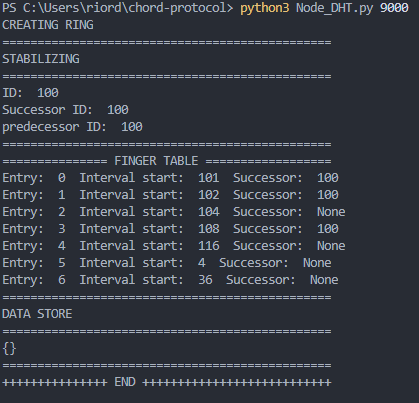 PS C:\Users\riord\chord-protocol> python3 Node_DHT.py 9000
CREATING RING
===============================================
STABILIZING
===============================================
ID:  100
Successor ID:  100
predecessor ID:  100
===============================================
=============== FINGER TABLE ==================
Entry:  0  Interval start:  101  Successor:  100
Entry:  1  Interval start:  102  Successor:  100
Entry:  2  Interval start:  104  Successor:  None
Entry:  3  Interval start:  108  Successor:  100
Entry:  4  Interval start:  116  Successor:  None
Entry:  5  Interval start:  4  Successor:  None
Entry:  6  Interval start:  36  Successor:  None
===============================================
DATA STORE
===============================================
{}
===============================================
+++++++++++++++ END +++++++++++++++++++++++++++